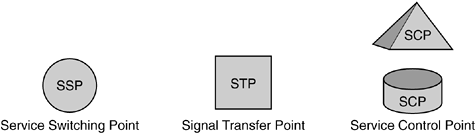 SCP
SSP
STP
SCP
Service Switching Point
Signal Transfer Point
Service Control Point